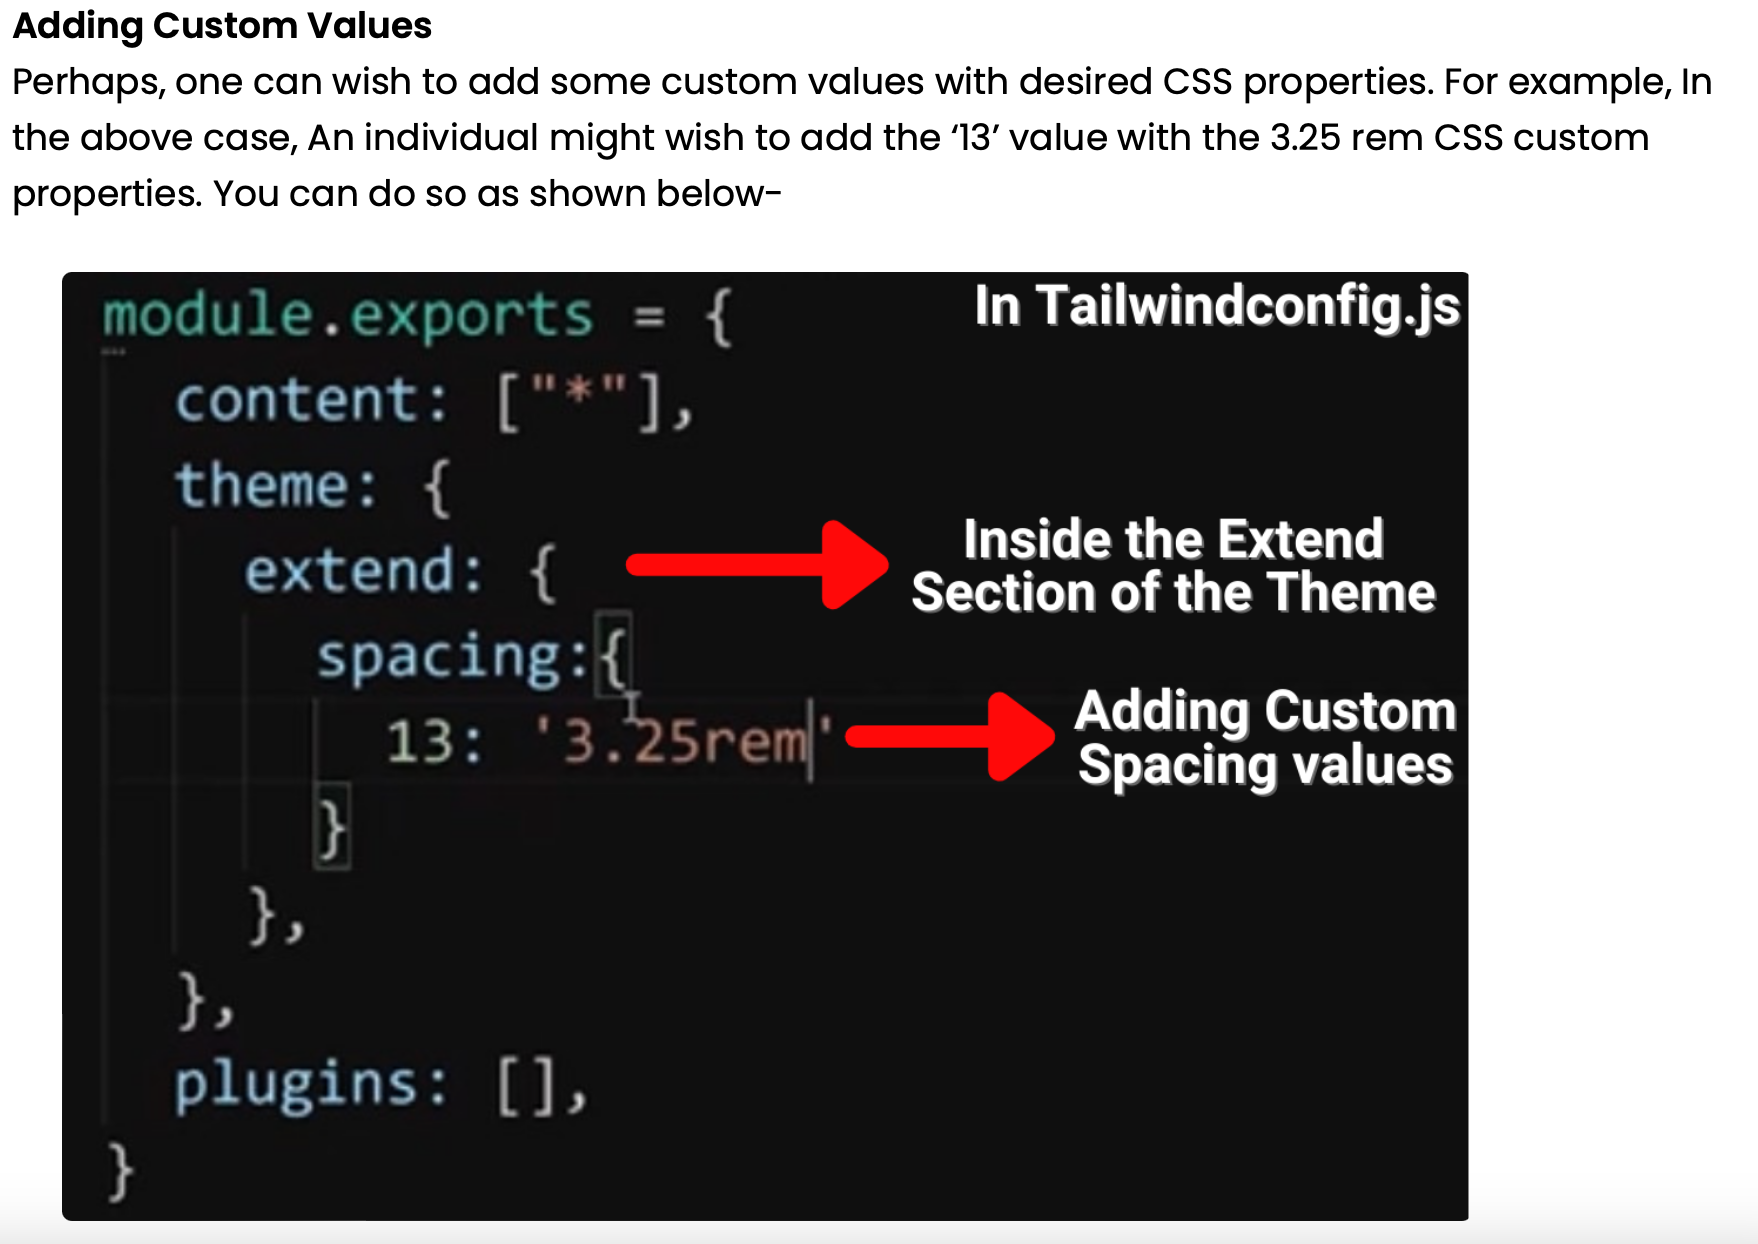 Adding Custom Values
Perhaps, one can wish to add some custom values with desired CSS properties. For example, In
the above case, An individual might wish to add the ‘13’ value with the 3.25 rem CSS custom
properties. You can do so as shown below-
In Tailwindconfig.js
module.exports = {
content: ["*"],
theme: {
extend: {
Inside the Extend
Section of the Theme
spacing:{
13: '3.25rem'
Adding Custom
Spacing values
}
},
},
plugins: [],
}